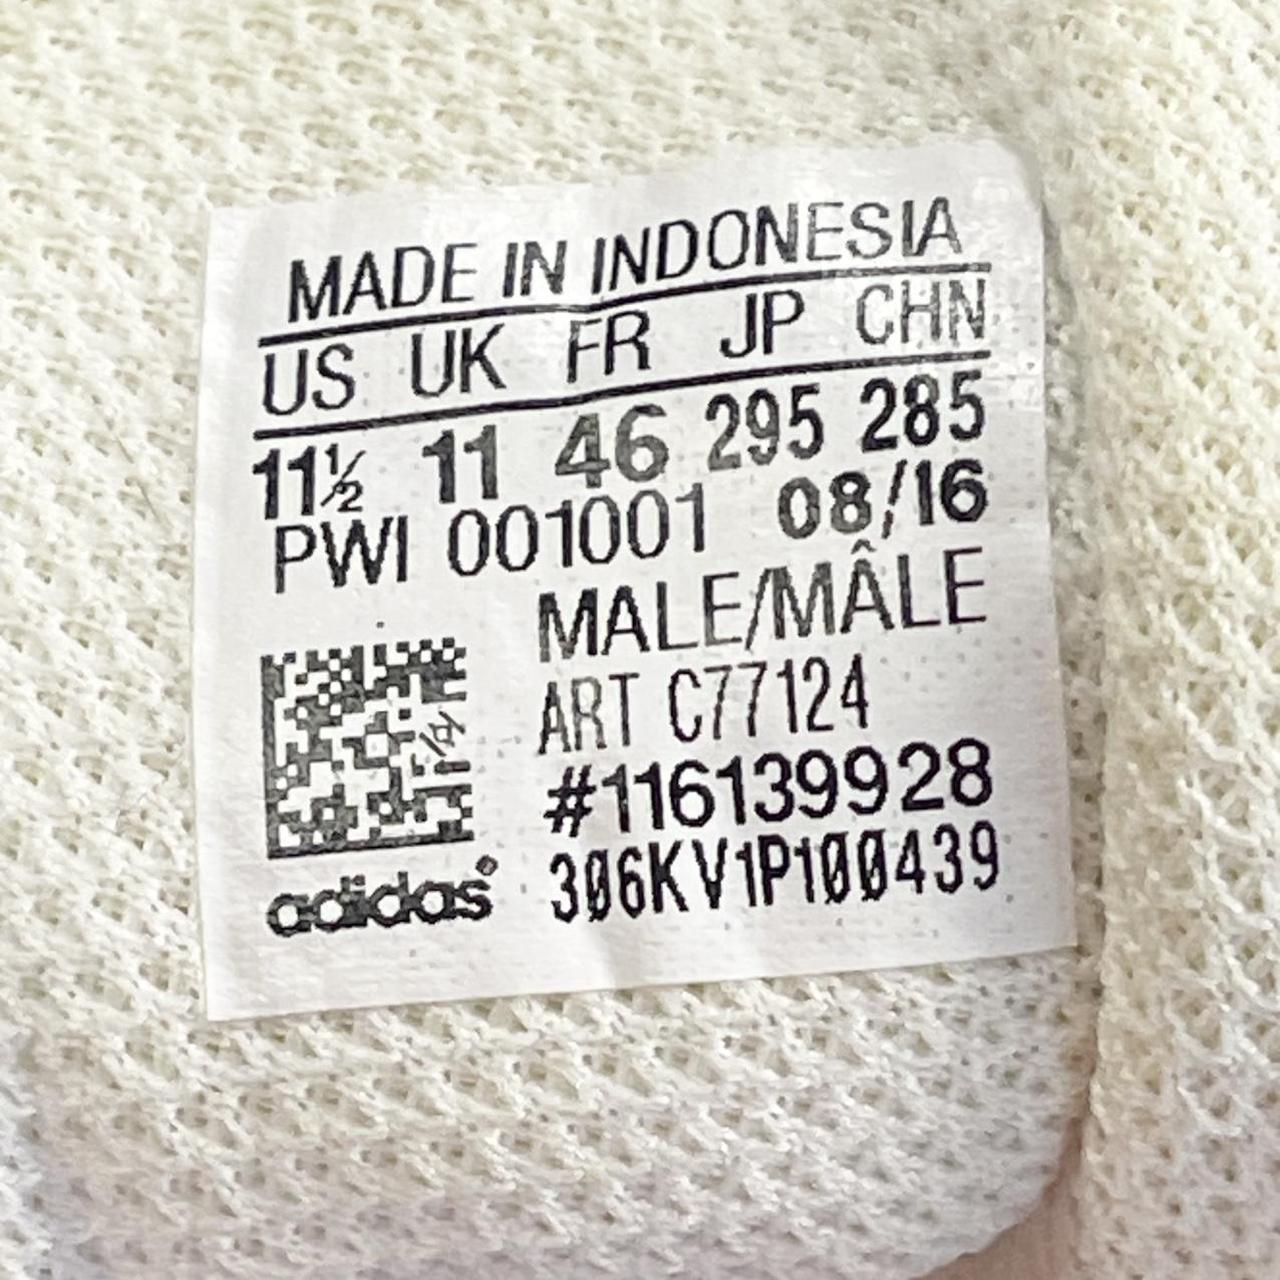 MADE IN INDONESIA
US UK FR JP CHN
11½ 11 46 295 285
PWI 001001 08/16
MALE/MÂLE
ART C77124
#116139928
adidas® 306KV1P100439